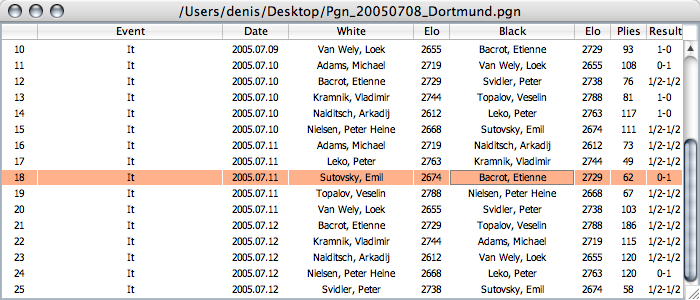 /Users/denis/Desktop/Pgn_20050708_Dortmund.pgn
Event Date White Elo Black Elo Plies Result
10 It 2005.07.09 Van Wely, Loek 2655 Bacrot, Etienne 2729 93 1-0
11 It 2005.07.10 Adams, Michael 2719 Van Wely, Loek 2655 108 0-1
12 It 2005.07.10 Bacrot, Etienne 2729 Svidler, Peter 2738 76 1/2-1/2
13 It 2005.07.10 Kramnik, Vladimir 2744 Topalov, Veselin 2788 81 1-0
14 It 2005.07.10 Naiditsch, Arkadij 2612 Leko, Peter 2763 117 1-0
15 It 2005.07.10 Nielsen, Peter Heine 2668 Sutovsky, Emil 2674 111 1/2-1/2
16 It 2005.07.11 Adams, Michael 2719 Naiditsch, Arkadij 2612 73 1/2-1/2
17 It 2005.07.11 Leko, Peter 2763 Kramnik, Vladimir 2744 49 1/2-1/2
18 It 2005.07.11 Sutovsky, Emil 2674 Bacrot, Etienne 2729 62 0-1
19 It 2005.07.11 Topalov, Veselin 2788 Nielsen, Peter Heine 2668 67 1/2-1/2
20 It 2005.07.11 Van Wely, Loek 2655 Svidler, Peter 2738 103 1/2-1/2
21 It 2005.07.12 Bacrot, Etienne 2729 Topalov, Veselin 2788 186 1/2-1/2
22 It 2005.07.12 Kramnik, Vladimir 2744 Adams, Michael 2719 115 1/2-1/2
23 It 2005.07.12 Naiditsch, Arkadij 2612 Van Wely, Loek 2655 120 1/2-1/2
24 It 2005.07.12 Nielsen, Peter Heine 2668 Leko, Peter 2763 120 0-1
25 It 2005.07.12 Svidler, Peter 2738 Sutovsky, Emil 2674 58 1/2-1/2